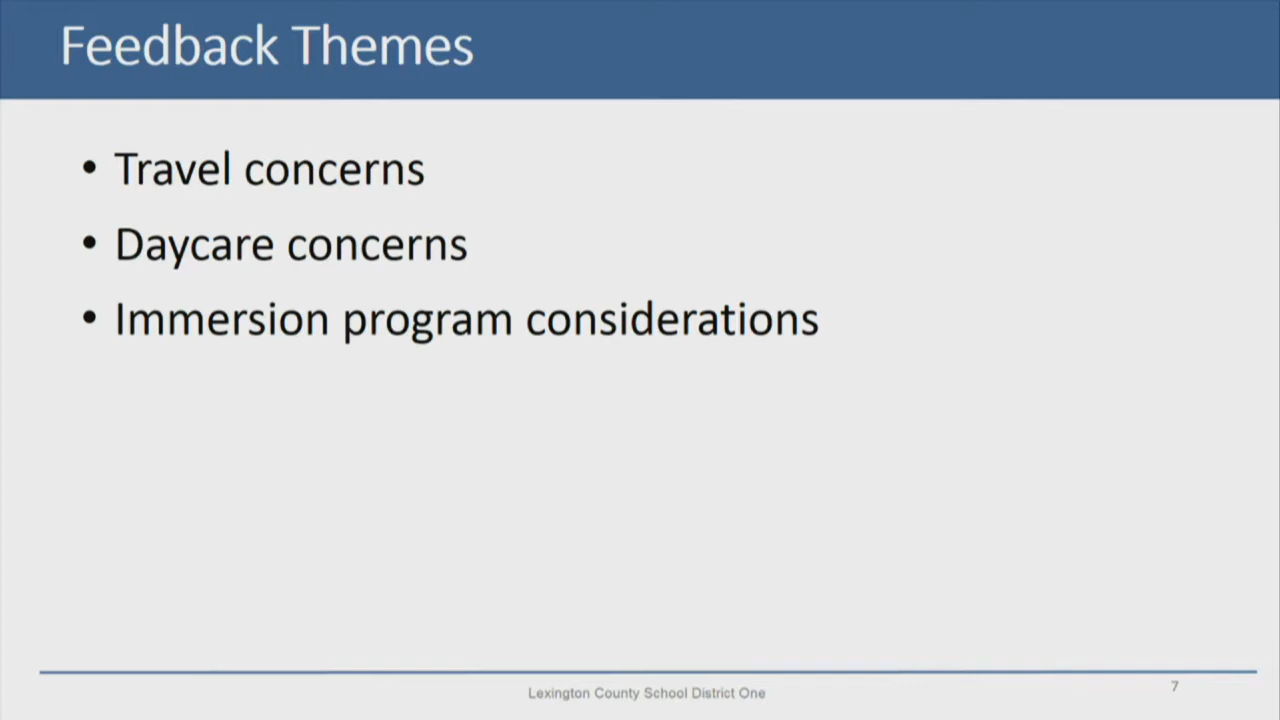 Feedback Themes
• Travel concerns
• Daycare concerns
• Immersion program considerations
Lexington County School District One
7